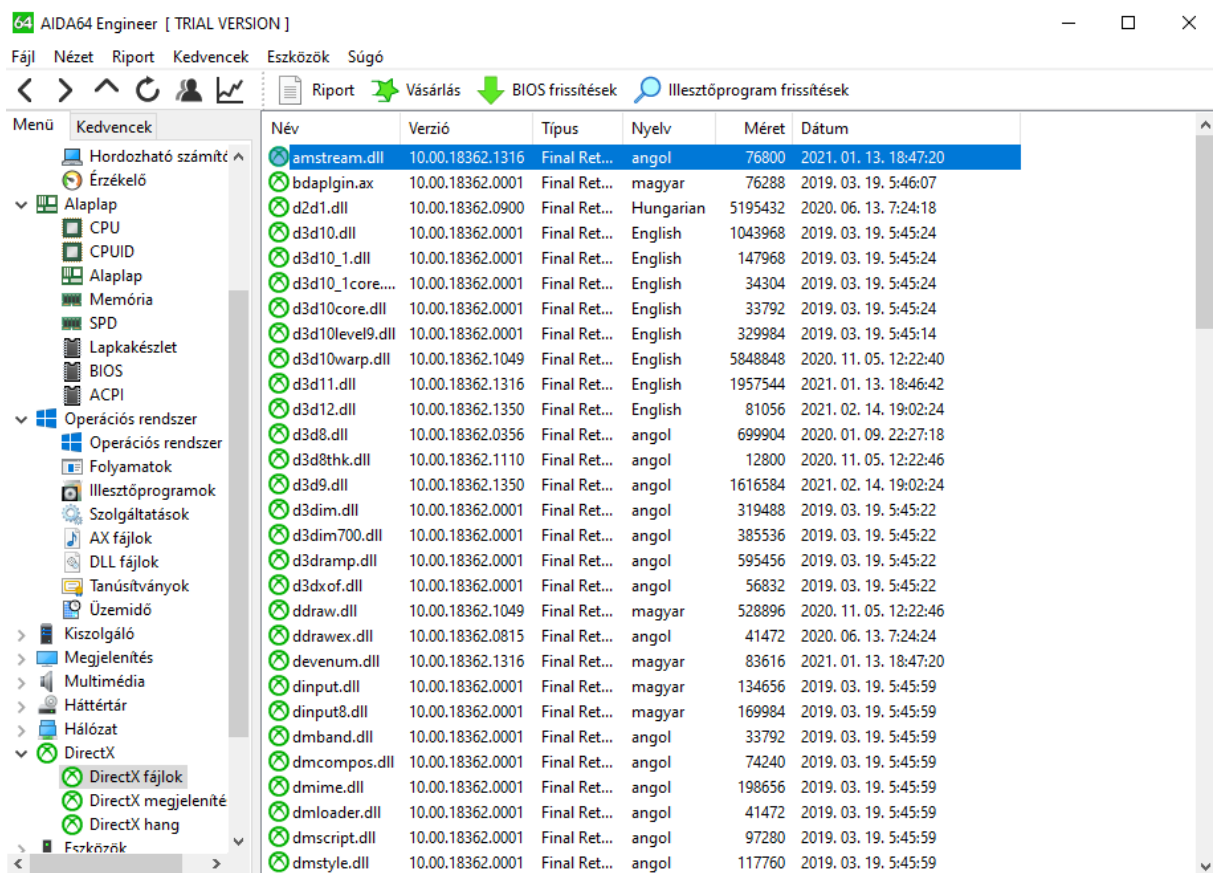 64 AIDA64 Engineer [ TRIAL VERSION ]
Fájl Nézet Riport Kedvencek Eszközök Súgó
Riport Vásárlás BIOS frissítések Illesztőprogram frissítések
Menü Kedvencek
Hordozható számító
Érzékelő
Alaplap
CPU
CPUID
Alaplap
Memória
SPD
Lapkakészlet
BIOS
ACPI
Operációs rendszer
Operációs rendszer
Folyamatok
Illesztőprogramok
Szolgáltatások
AX fájlok
DLL fájlok
Tanúsítványok
Üzemidő
Kiszolgáló
Megjelenítés
Multimédia
Háttértár
Hálózat
DirectX
DirectX fájlok
DirectX megjeleníté
DirectX hang
Eszközök
Név Verzió Típus Nyelv Méret Dátum
amstream.dll 10.00.18362.1316 Final Ret... angol 76800 2021. 01. 13. 18:47:20
bdaplgin.ax 10.00.18362.0001 Final Ret... magyar 76288 2019. 03. 19. 5:46:07
d2d1.dll 10.00.18362.0900 Final Ret... Hungarian 5195432 2020. 06. 13. 7:24:18
d3d10.dll 10.00.18362.0001 Final Ret... English 1043968 2019. 03. 19. 5:45:24
d3d10_1.dll 10.00.18362.0001 Final Ret... English 147968 2019. 03. 19. 5:45:24
d3d10_1core.... 10.00.18362.0001 Final Ret... English 34304 2019. 03. 19. 5:45:24
d3d10core.dll 10.00.18362.0001 Final Ret... English 33792 2019. 03. 19. 5:45:24
d3d10level9.dll 10.00.18362.0001 Final Ret... English 329984 2019. 03. 19. 5:45:14
d3d10warp.dll 10.00.18362.1049 Final Ret... English 5848848 2020. 11. 05. 12:22:40
d3d11.dll 10.00.18362.1316 Final Ret... English 1957544 2021. 01. 13. 18:46:42
d3d12.dll 10.00.18362.1350 Final Ret... English 81056 2021. 02. 14. 19:02:24
d3d8.dll 10.00.18362.0356 Final Ret... angol 699904 2020. 01. 09. 22:27:18
d3d8thk.dll 10.00.18362.1110 Final Ret... angol 12800 2020. 11. 05. 12:22:46
d3d9.dll 10.00.18362.1350 Final Ret... angol 1616584 2021. 02. 14. 19:02:24
d3dim.dll 10.00.18362.0001 Final Ret... angol 319488 2019. 03. 19. 5:45:22
d3dim700.dll 10.00.18362.0001 Final Ret... angol 385536 2019. 03. 19. 5:45:22
d3dramp.dll 10.00.18362.0001 Final Ret... angol 595456 2019. 03. 19. 5:45:22
d3dxof.dll 10.00.18362.0001 Final Ret... angol 56832 2019. 03. 19. 5:45:22
ddraw.dll 10.00.18362.1049 Final Ret... magyar 528896 2020. 11. 05. 12:22:46
ddrawex.dll 10.00.18362.0815 Final Ret... angol 41472 2020. 06. 13. 7:24:24
devenum.dll 10.00.18362.1316 Final Ret... magyar 83616 2021. 01. 13. 18:47:20
dinput.dll 10.00.18362.0001 Final Ret... magyar 134656 2019. 03. 19. 5:45:59
dinput8.dll 10.00.18362.0001 Final Ret... magyar 169984 2019. 03. 19. 5:45:59
dmband.dll 10.00.18362.0001 Final Ret... angol 33792 2019. 03. 19. 5:45:59
dmcompos.dll 10.00.18362.0001 Final Ret... angol 74240 2019. 03. 19. 5:45:59
dmime.dll 10.00.18362.0001 Final Ret... angol 198656 2019. 03. 19. 5:45:59
dmloader.dll 10.00.18362.0001 Final Ret... angol 41472 2019. 03. 19. 5:45:59
dmscript.dll 10.00.18362.0001 Final Ret... angol 97280 2019. 03. 19. 5:45:59
dmstyle.dll 10.00.18362.0001 Final Ret... angol 117760 2019. 03. 19. 5:45:59